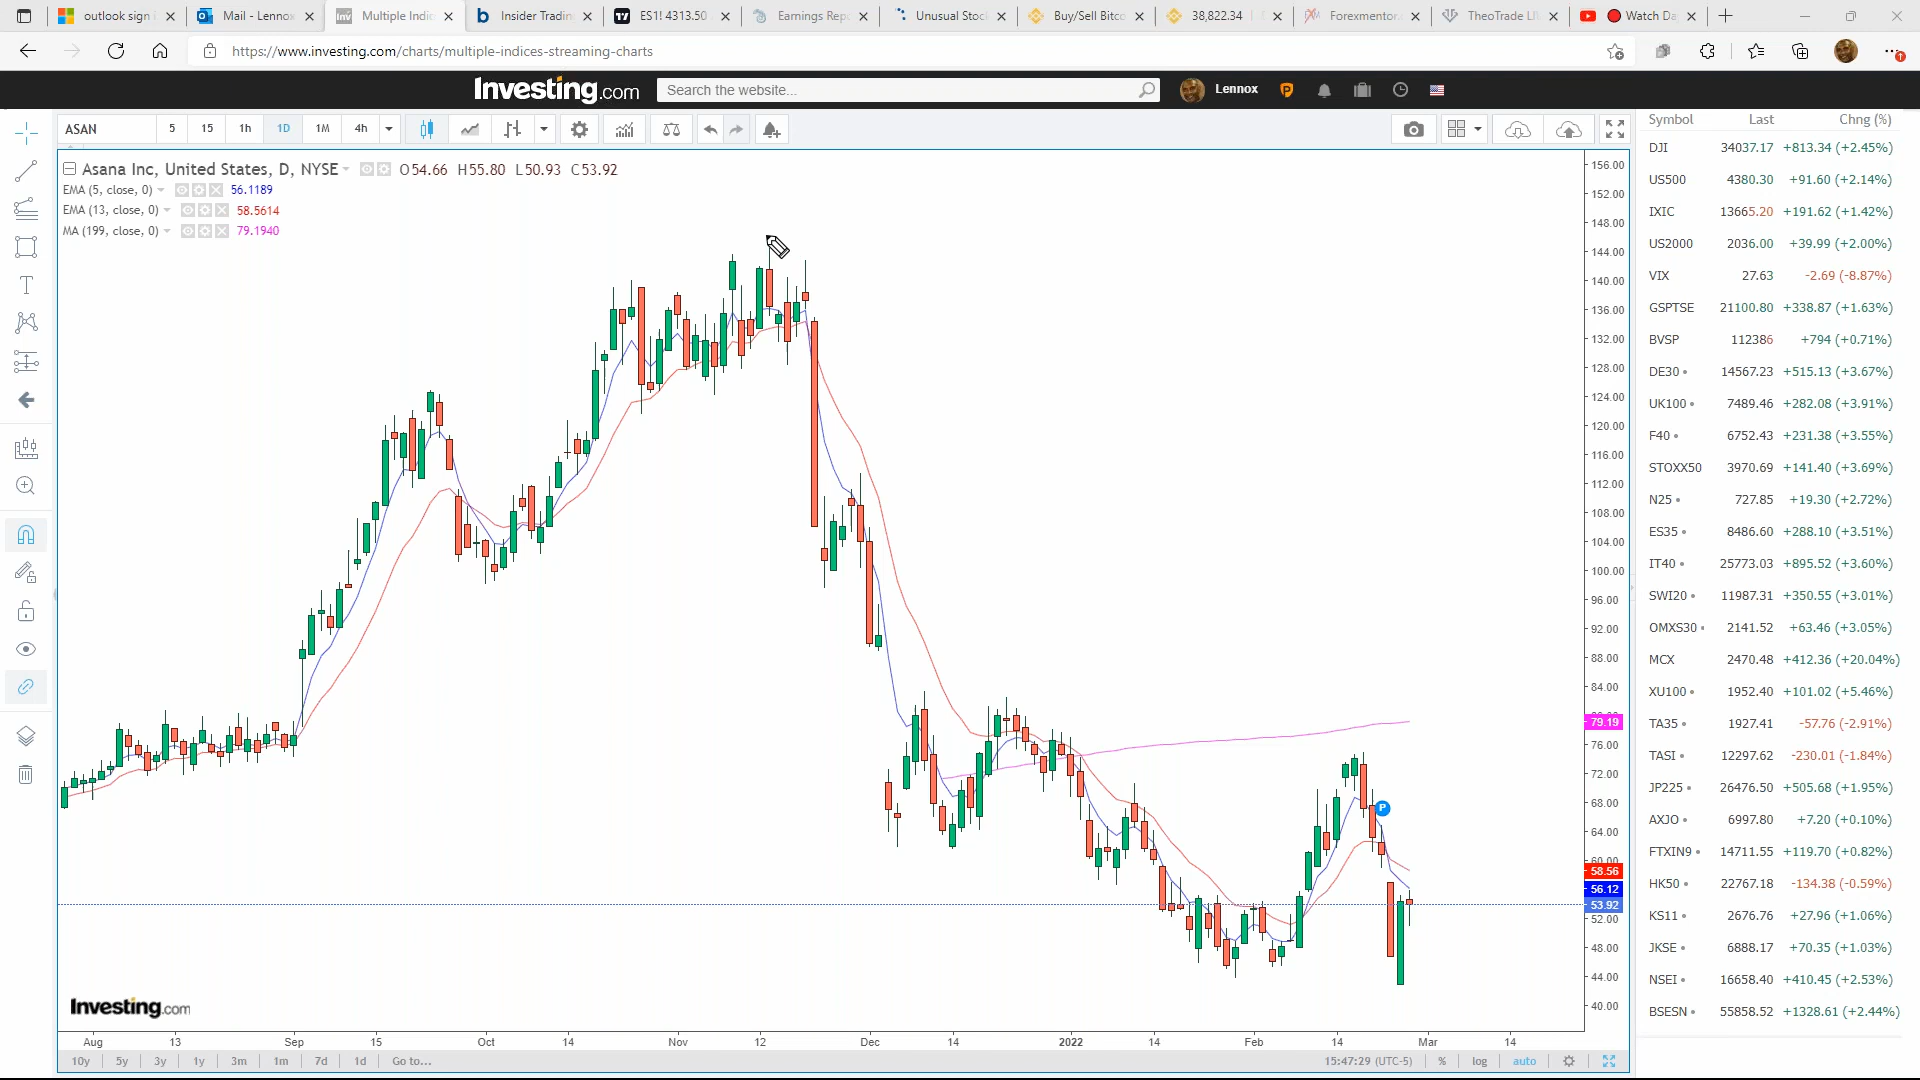 outlook sign i
Mail - Lenno
Multiple Indic
Insider Tradin
ES1! 4313.50
Earnings Rep
Unusual Stoc
Buy/Sell Bitco
38,822.34
Forexmentor.
TheoTrade LI
Watch Da
https://www.investing.com/charts/multiple-indices-streaming-charts
Investing.com
Search the website...
Lennox
ASAN 5 15 1h 1D 1M 4h
Asana Inc, United States, D, NYSE O54.66 H55.80 L50.93 C53.92
EMA (5, close, 0) 56.1189
EMA (13, close, 0) 58.5614
MA (199, close, 0) 79.1940
156.00
152.00
148.00
144.00
140.00
136.00
132.00
128.00
124.00
120.00
116.00
112.00
108.00
104.00
100.00
96.00
92.00
88.00
84.00
79.19
76.00
72.00
68.00
64.00
60.00
58.56
56.12
53.92
52.00
48.00
44.00
40.00
P
Investing.com
Aug 13 Sep 15 Oct 14 Nov 12 Dec 14 2022 14 Feb 14 Mar 14
10y 5y 3y 1y 3m 1m 7d 1d Go to... 15:47:29 (UTC-5) % log auto
Symbol Last Chng (%)
DJI 34037.17 +813.34 (+2.45%)
US500 4380.30 +91.60 (+2.14%)
IXIC 13665.20 +191.62 (+1.42%)
US2000 2036.00 +39.99 (+2.00%)
VIX 27.63 -2.69 (-8.87%)
GSPTSE 21100.80 +338.87 (+1.63%)
BVSP 112386 +794 (+0.71%)
DE30 14567.23 +515.13 (+3.67%)
UK100 7489.46 +282.08 (+3.91%)
F40 6752.43 +231.38 (+3.55%)
STOXX50 3970.69 +141.40 (+3.69%)
N25 727.85 +19.30 (+2.72%)
ES35 8486.60 +288.10 (+3.51%)
IT40 25773.03 +895.52 (+3.60%)
SWI20 11987.31 +350.55 (+3.01%)
OMXS30 2141.52 +63.46 (+3.05%)
MCX 2470.48 +412.36 (+20.04%)
XU100 1952.40 +101.02 (+5.46%)
TA35 1927.41 -57.76 (-2.91%)
TASI 12297.62 -230.01 (-1.84%)
JP225 26476.50 +505.68 (+1.95%)
AXJO 6997.80 +7.20 (+0.10%)
FTXIN9 14711.55 +119.70 (+0.82%)
HK50 22767.18 -134.38 (-0.59%)
KS11 2676.76 +27.96 (+1.06%)
JKSE 6888.17 +70.35 (+1.03%)
NSEI 16658.40 +410.45 (+2.53%)
BSESN 55858.52 +1328.61 (+2.44%)